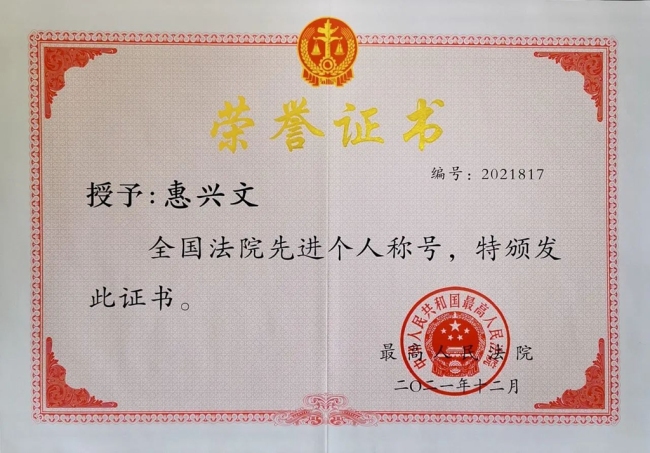 荣誉证书
编号：2021817
授予：惠兴文
全国法院先进个人称号，特颁发
此证书。
中华人民共和国最高人民法院
最高人民法院
二〇二一年十二月